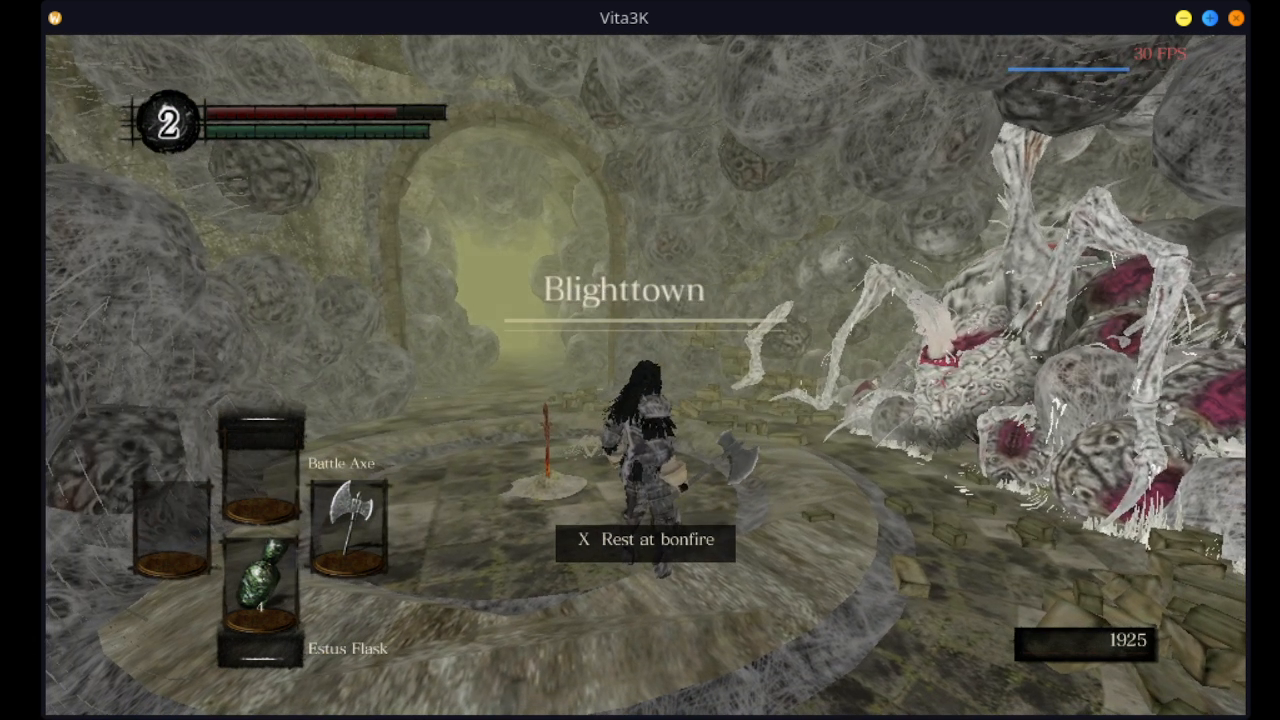 Vita3K
30 FPS
2
Blighttown
Battle Axe
X Rest at bonfire
1925
Estus Flask